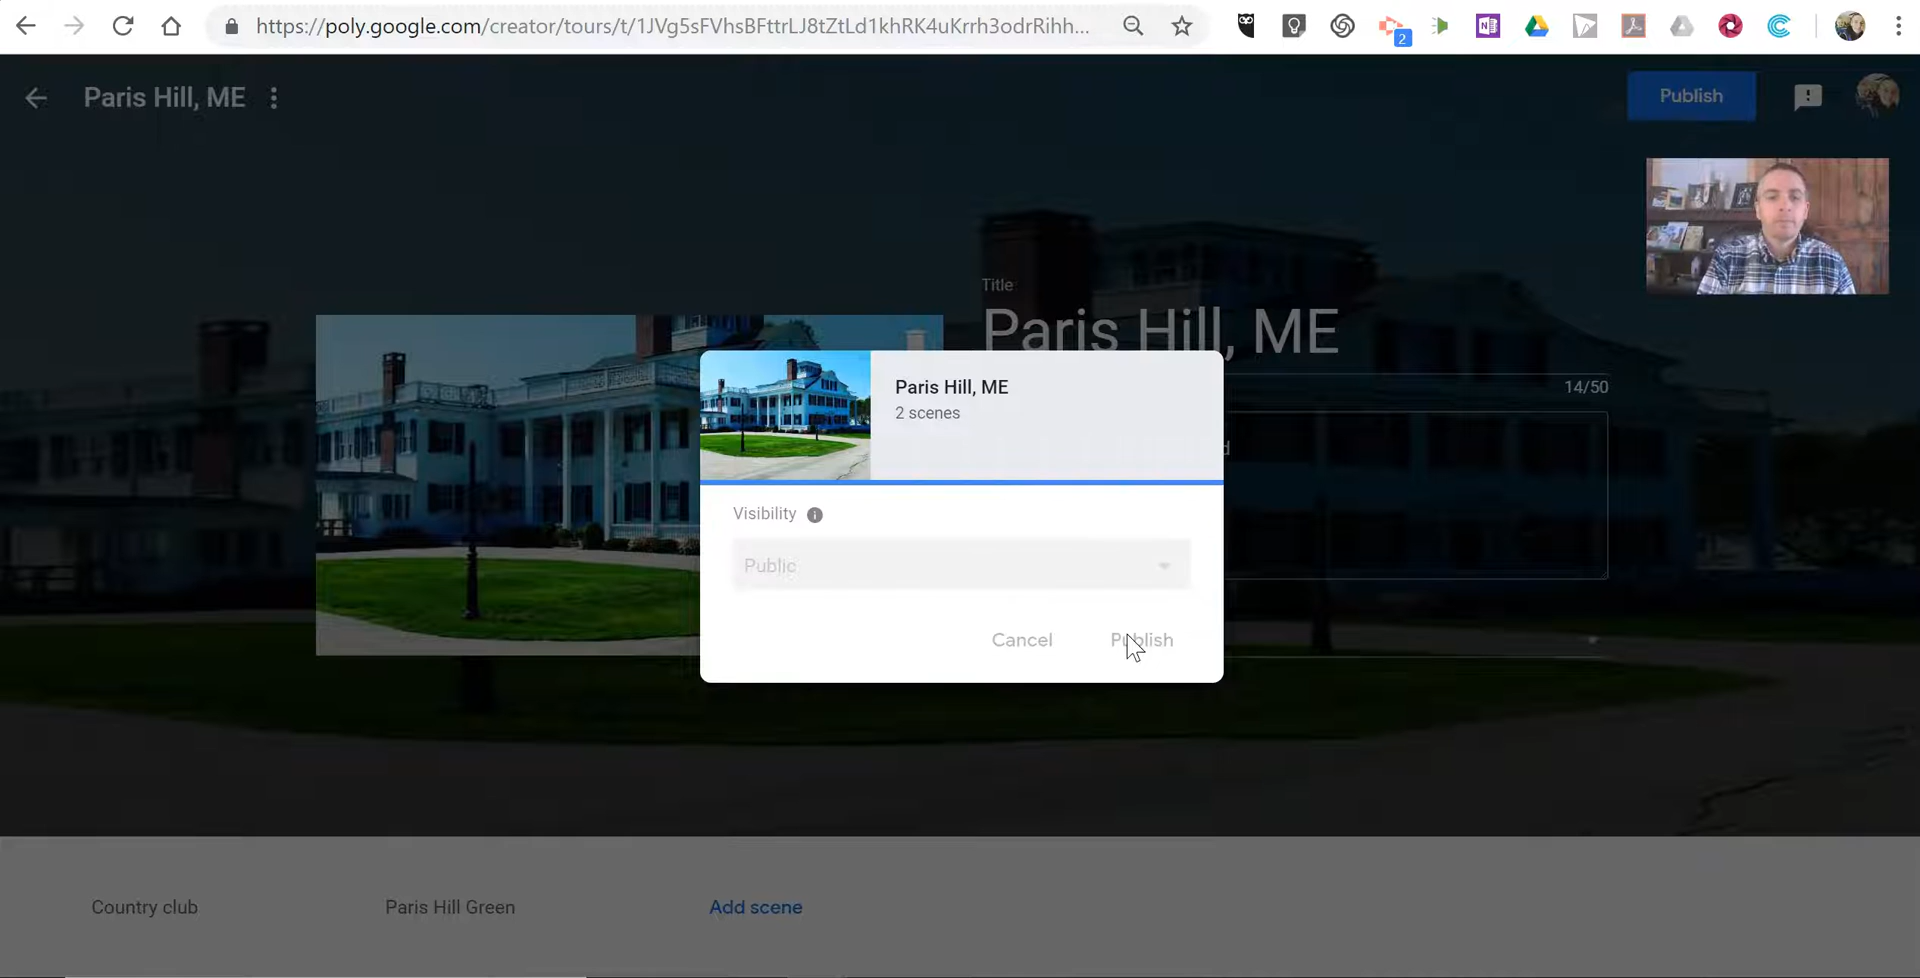 https://poly.google.com/creator/tours/t/1JVg5sFVhsBFttrLJ8tZtLd1khRK4uKrrh3odrRihh...
2
Paris Hill, ME
Publish
Title
Paris Hill, ME
14/50
Paris Hill, ME
2 scenes
Visibility
Public
Cancel
Publish
Country club
Paris Hill Green
Add scene